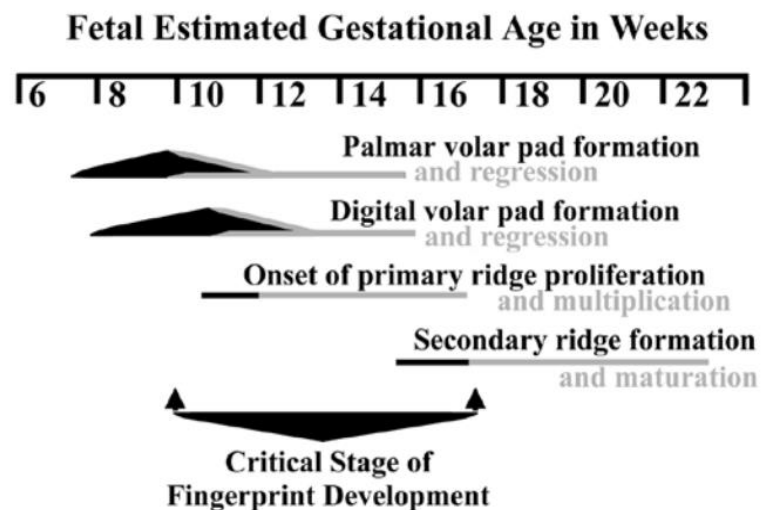 Fetal Estimated Gestational Age in Weeks
6 8 10 12 14 16 18 20 22
Palmar volar pad formation
and regression
Digital volar pad formation
and regression
Onset of primary ridge proliferation
and multiplication
Secondary ridge formation
and maturation
Critical Stage of
Fingerprint Development